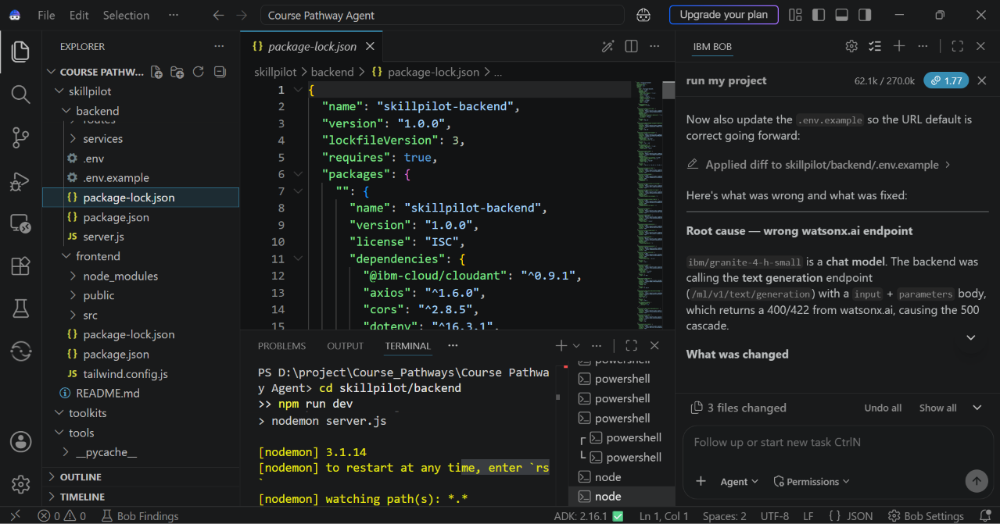 File Edit Selection ··· Course Pathway Agent Upgrade your plan
EXPLORER ···
COURSE PATHW...
skillpilot
backend
routes
services
.env
.env.example
package-lock.json
package.json
server.js
frontend
node_modules
public
src
package-lock.json
package.json
tailwind.config.js
README.md
toolkits
tools
__pycache__
OUTLINE
TIMELINE
{} package-lock.json
skillpilot > backend > {} package-lock.json > ...
1 {
2 "name": "skillpilot-backend",
3 "version": "1.0.0",
4 "lockfileVersion": 3,
5 "requires": true,
6 "packages": {
7 "": {
8 "name": "skillpilot-backend",
9 "version": "1.0.0",
10 "license": "ISC",
11 "dependencies": {
12 "@ibm-cloud/cloudant": "^0.9.1",
13 "axios": "^1.6.0",
14 "cors": "^2.8.5",
15 "dotenv": "^16.3.1",
PROBLEMS OUTPUT TERMINAL ···
PS D:\project\Course_Pathways\Course Pathwa
y Agent> cd skillpilot/backend
>> npm run dev
> nodemon server.js
[nodemon] 3.1.14
[nodemon] to restart at any time, enter `rs
`
[nodemon] watching path(s): *.*
powershell
powershell
powershell
powershell
powershell
powershell
node
node
IBM BOB
run my project 62.1k / 270.0k 1.77
Now also update the .env.example so the URL default is
correct going forward:
Applied diff to skillpilot/backend/.env.example >
Here's what was wrong and what was fixed:
Root cause — wrong watsonx.ai endpoint
ibm/granite-4-h-small is a chat model. The backend was
calling the text generation endpoint
(/ml/v1/text/generation) with a input + parameters body,
which returns a 400/422 from watsonx.ai, causing the 500
cascade.
What was changed
3 files changed Undo all Show all
Follow up or start new task CtrlN
Agent Permissions
0 0 Bob Findings ADK: 2.16.1 ✅ Ln 1, Col 1 Spaces: 2 UTF-8 LF {} JSON Bob Settings